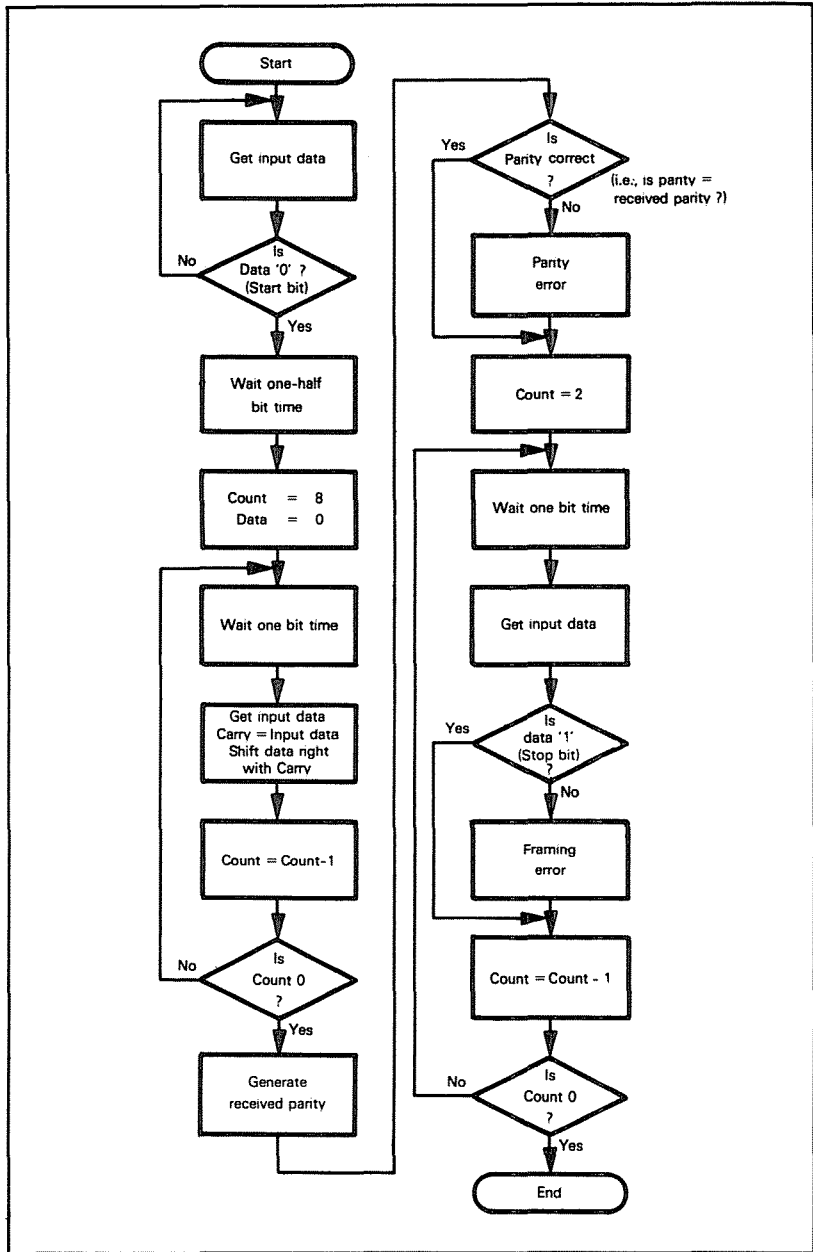 Start
Get input data
Is
Data '0' ?
(Start bit)
No
Yes
Wait one-half
bit time
Count = 8
Data = 0
Wait one bit time
Get input data
Carry = Input data
Shift data right
with Carry
Count = Count-1
Is
Count 0
?
No
Yes
Generate
received parity
Is
Parity correct
?
Yes
(i.e., is parity =
received parity ?)
No
Parity
error
Count = 2
Wait one bit time
Get input data
Is
data '1'
(Stop bit)
?
Yes
No
Framing
error
Count = Count - 1
Is
Count 0
?
No
Yes
End